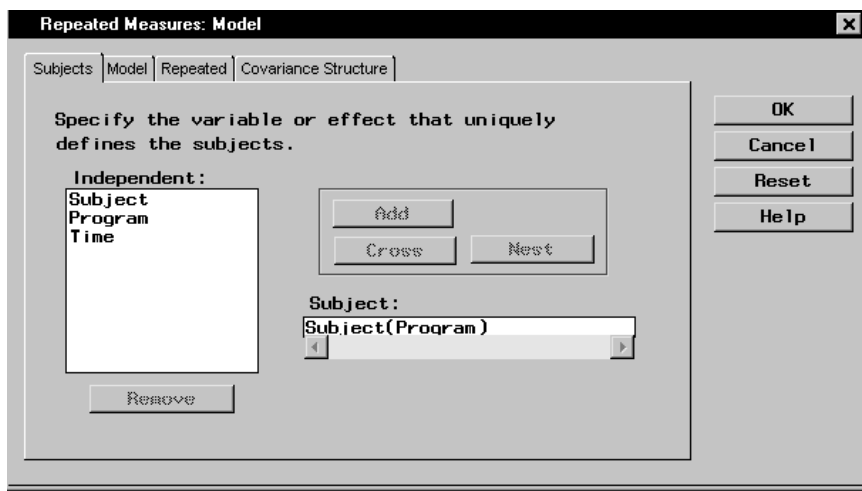 Repeated Measures: Model
Subjects Model Repeated Covariance Structure
Specify the variable or effect that uniquely
defines the subjects.
Independent:
Subject
Program
Time
Add
Cross Nest
Subject:
Subject(Program)
Remove
OK
Cancel
Reset
Help